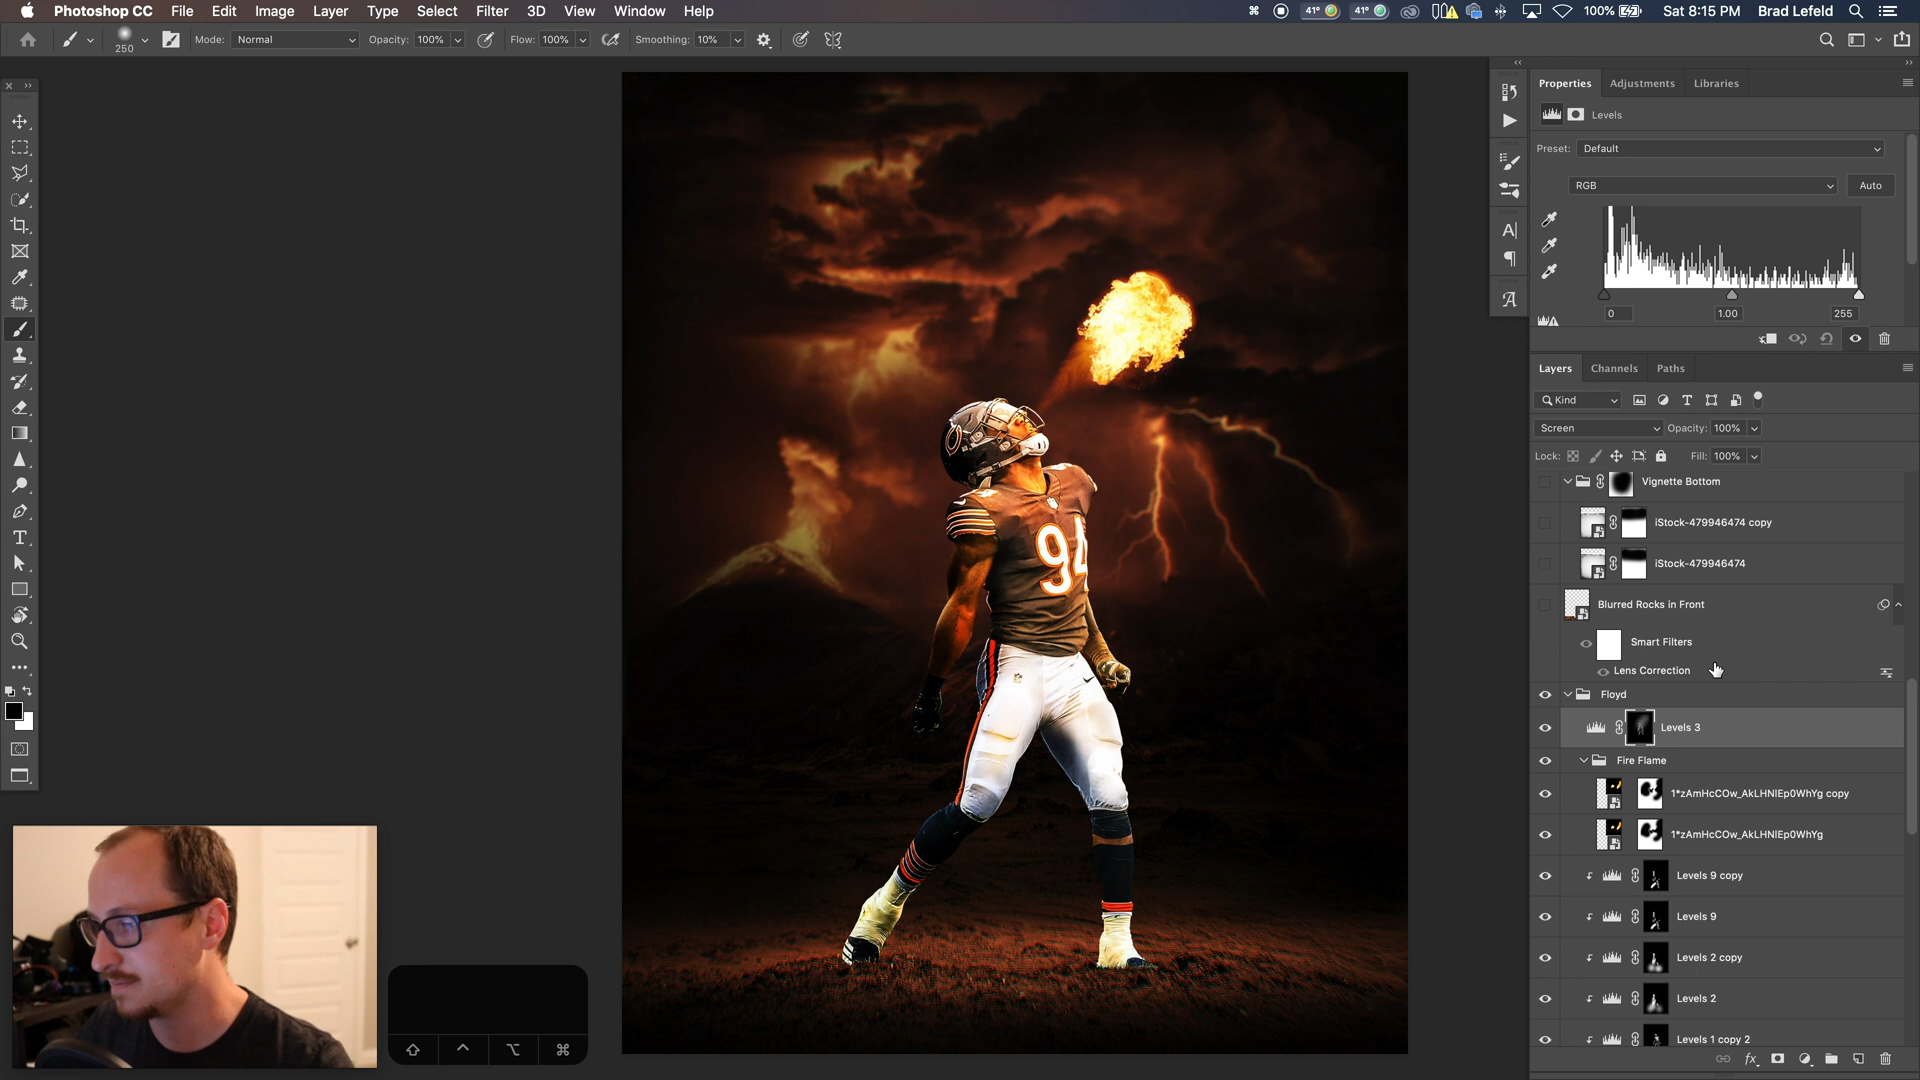 Photoshop CC File Edit Image Layer Type Select Filter 3D View Window Help
41° 41° 100% Sat 8:15 PM Brad Lefeld
250 Mode: Normal Opacity: 100% Flow: 100% Smoothing: 10%
Properties Adjustments Libraries
Levels
Preset: Default
RGB Auto
0 1.00 255
Layers Channels Paths
Kind
Screen Opacity: 100%
Lock: Fill: 100%
Vignette Bottom
iStock-479946474 copy
iStock-479946474
Blurred Rocks in Front
Smart Filters
Lens Correction
Floyd
Levels 3
Fire Flame
1*zAmHcCOw_AkLHNlEp0WhYg copy
1*zAmHcCOw_AkLHNlEp0WhYg
Levels 9 copy
Levels 9
Levels 2 copy
Levels 2
Levels 1 copy 2
94